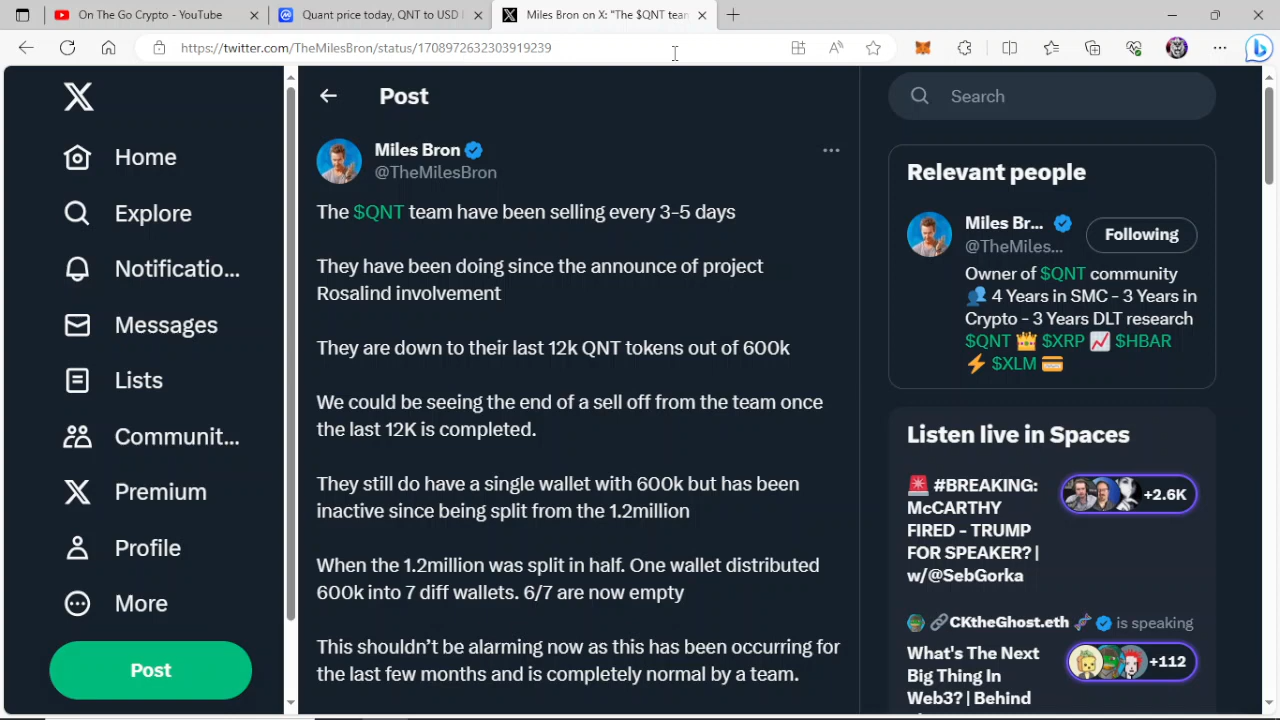 On The Go Crypto - YouTube
Quant price today, QNT to USD l
Miles Bron on X: "The $QNT tean
https://twitter.com/TheMilesBron/status/1708972632303919239
Home
Explore
Notificatio...
Messages
Lists
Communit...
Premium
Profile
More
Post
Post
Miles Bron
@TheMilesBron
The $QNT team have been selling every 3-5 days
They have been doing since the announce of project
Rosalind involvement
They are down to their last 12k QNT tokens out of 600k
We could be seeing the end of a sell off from the team once
the last 12K is completed.
They still do have a single wallet with 600k but has been
inactive since being split from the 1.2million
When the 1.2million was split in half. One wallet distributed
600k into 7 diff wallets. 6/7 are now empty
This shouldn't be alarming now as this has been occurring for
the last few months and is completely normal by a team.
Search
Relevant people
Miles Br...
@TheMiles...
Following
Owner of $QNT community
👥 4 Years in SMC - 3 Years in
Crypto - 3 Years DLT research
$QNT 👑 $XRP 📈 $HBAR
⚡ $XLM 💳
Listen live in Spaces
🚨 #BREAKING:
McCARTHY
FIRED - TRUMP
FOR SPEAKER? |
w/@SebGorka
+2.6K
🔗CKtheGhost.eth 🧬 is speaking
What's The Next
Big Thing In
Web3? | Behind
+112